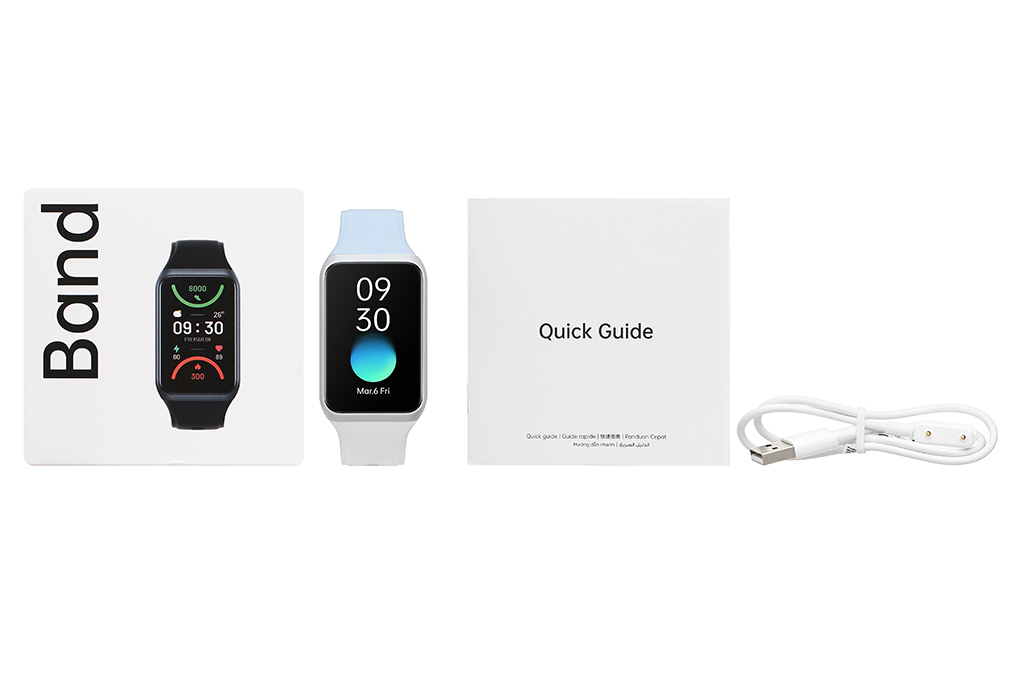 Band
8000
26°
09:30
FRI MAR 06
80
89
300
09
30
Mar.6 Fri
Quick Guide
Quick guide | Guide rapide | 快速指南 | Panduan Cepat
Hướng dẫn nhanh | الدليل السريع